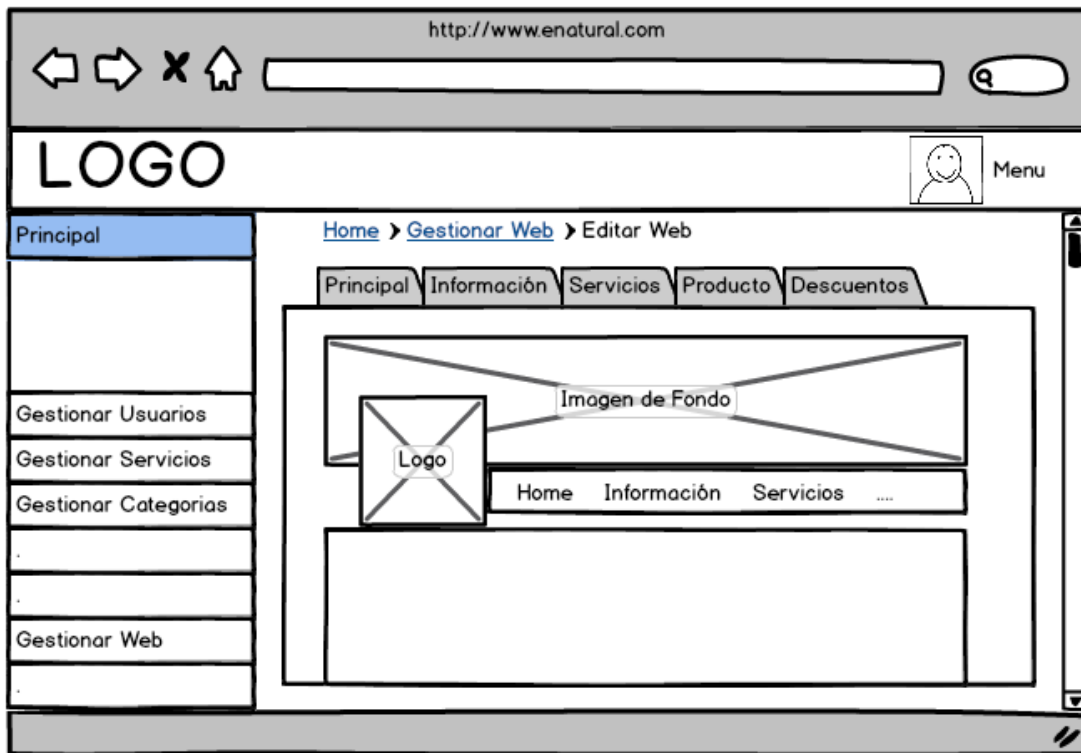 http://www.enatural.com
LOGO
Menu
Principal
Home > Gestionar Web > Editar Web
Principal Información Servicios Producto Descuentos
Imagen de Fondo
Logo
Home Información Servicios ....
Gestionar Usuarios
Gestionar Servicios
Gestionar Categorias
.
.
Gestionar Web
.